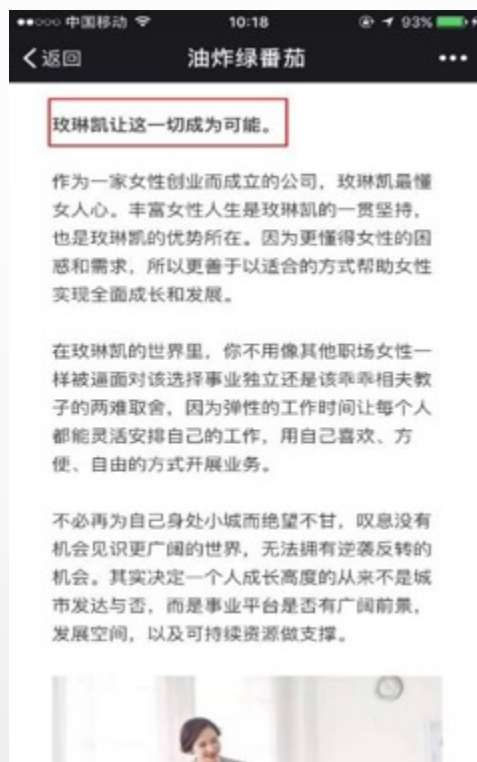 中国移动
10:18
93%
返回
油炸绿番茄
玫琳凯让这一切成为可能。
作为一家女性创业而成立的公司，玫琳凯最懂
女人心。丰富女性人生是玫琳凯的一贯坚持，
也是玫琳凯的优势所在。因为更懂得女性的困
惑和需求，所以更善于以适合的方式帮助女性
实现全面成长和发展。
在玫琳凯的世界里，你不用像其他职场女性一
样被逼面对该选择事业独立还是该乖乖相夫教
子的两难取舍，因为弹性的工作时间让每个人
都能灵活安排自己的工作，用自己喜欢、方
便、自由的方式开展业务。
不必再为自己身处小城而绝望不甘，叹息没有
机会见识更广阔的世界，无法拥有逆袭反转的
机会。其实决定一个人成长高度的从来不是城
市发达与否，而是事业平台是否有广阔前景，
发展空间，以及可持续资源做支撑。